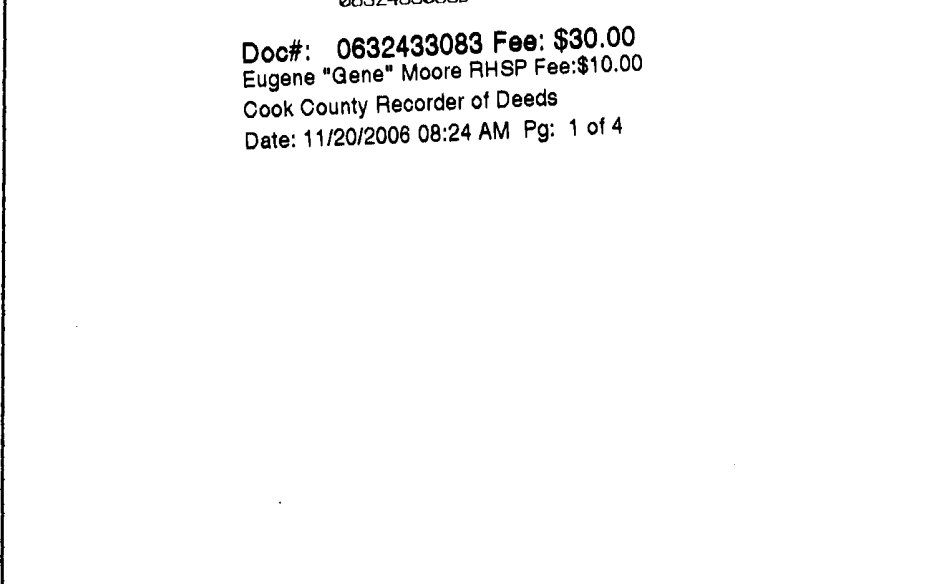 Doc#: 0632433083 Fee: $30.00
Eugene "Gene" Moore RHSP Fee:$10.00
Cook County Recorder of Deeds
Date: 11/20/2006 08:24 AM Pg: 1 of 4